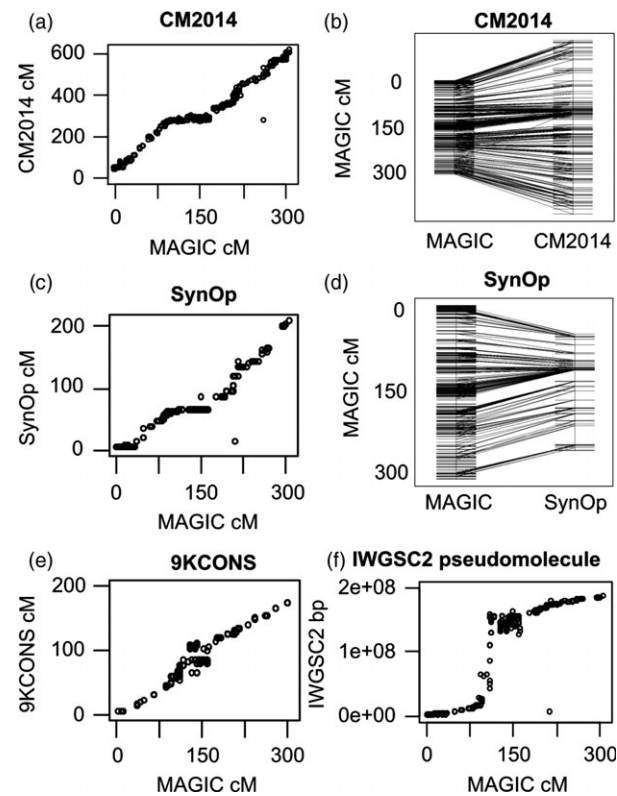 (a) CM2014
CM2014 cM
600
400
200
0
0 150 300
MAGIC cM
(b) CM2014
MAGIC cM
0
150
300
MAGIC CM2014
(c) SynOp
SynOp cM
200
100
0
0 150 300
MAGIC cM
(d) SynOp
MAGIC cM
0
150
300
MAGIC SynOp
(e) 9KCONS
9KCONS cM
200
100
0
0 150 300
MAGIC cM
(f) IWGSC2 pseudomolecule
IWGSC2 bp
2e+08
1e+08
0e+00
0 150 300
MAGIC cM